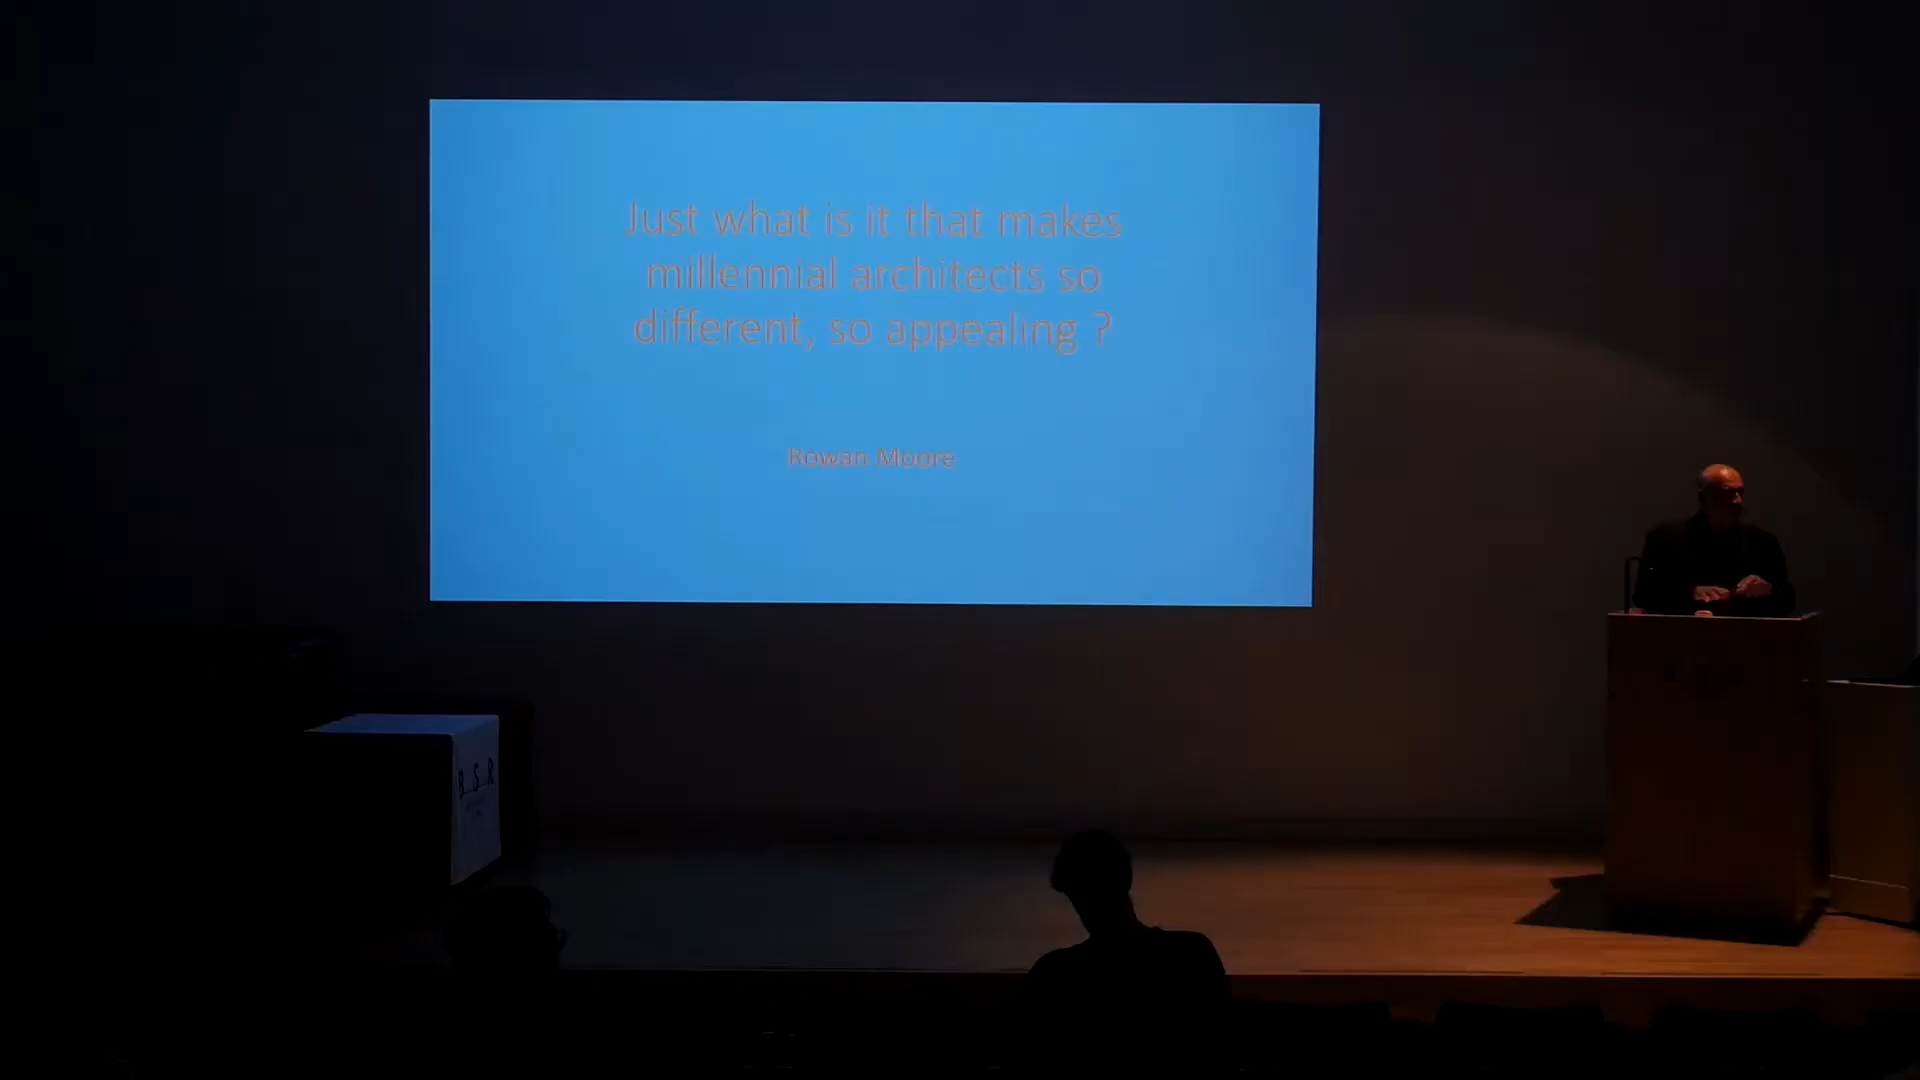 Just what is it that makes
millennial architects so
different, so appealing ?
Rowan Moore
B S R